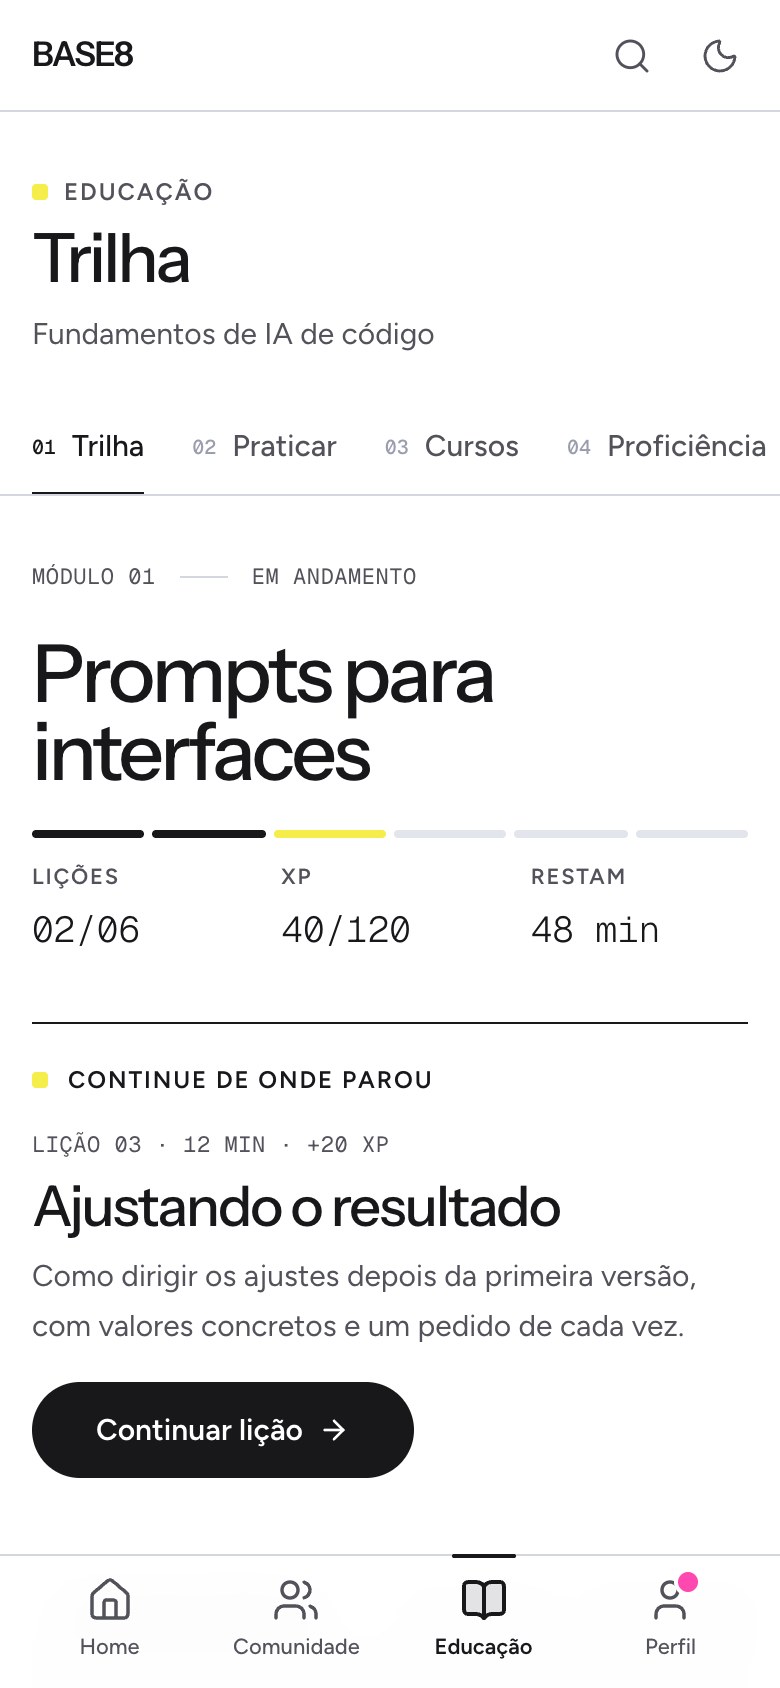 BASE8
EDUCAÇÃO
Trilha
Fundamentos de IA de código
01 Trilha 02 Praticar 03 Cursos 04 Proficiência
MÓDULO 01 EM ANDAMENTO
Prompts para
interfaces
LIÇÕES XP RESTAM
02/06 40/120 48 min
CONTINUE DE ONDE PAROU
LIÇÃO 03 · 12 MIN · +20 XP
Ajustando o resultado
Como dirigir os ajustes depois da primeira versão,
com valores concretos e um pedido de cada vez.
Continuar lição →
Home Comunidade Educação Perfil